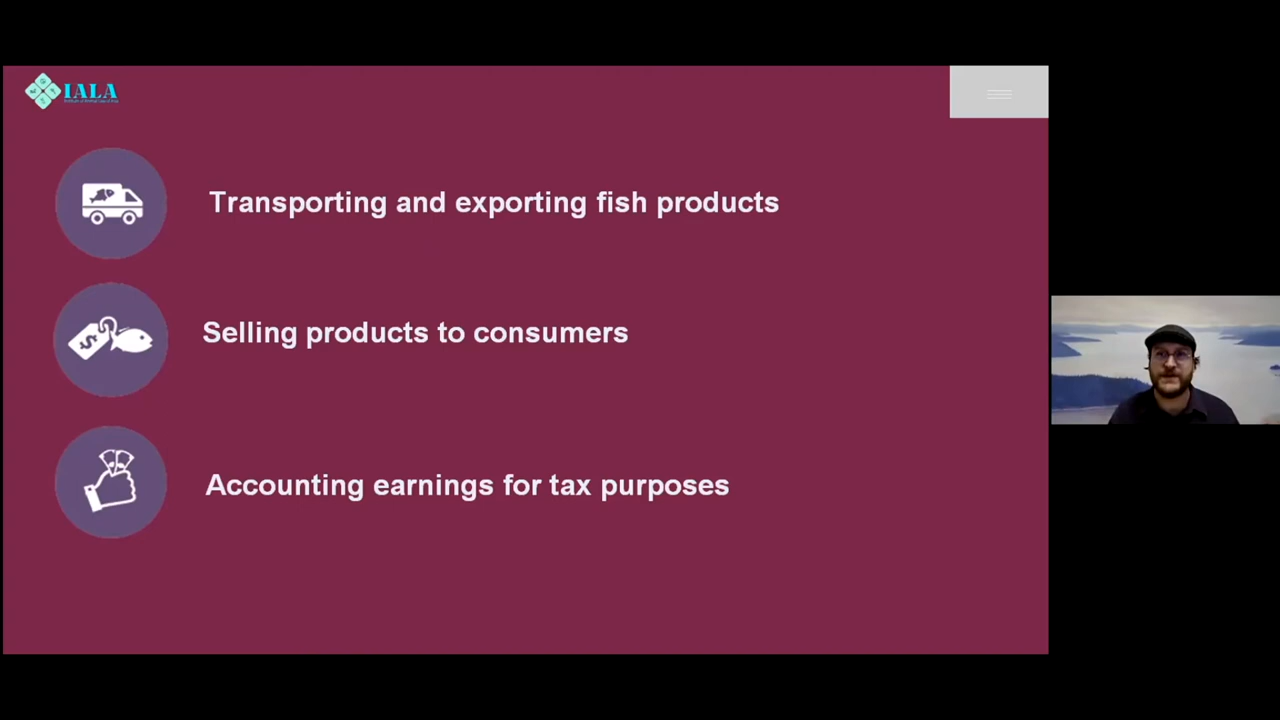 IALA
Transporting and exporting fish products
Selling products to consumers
$
Accounting earnings for tax purposes